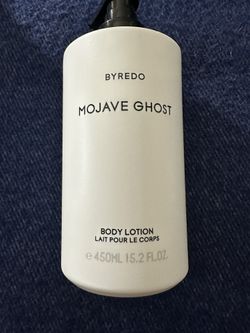 BYREDO
MOJAVE GHOST
BODY LOTION
LAIT POUR LE CORPS
e 450ML 15.2 FL.OZ.